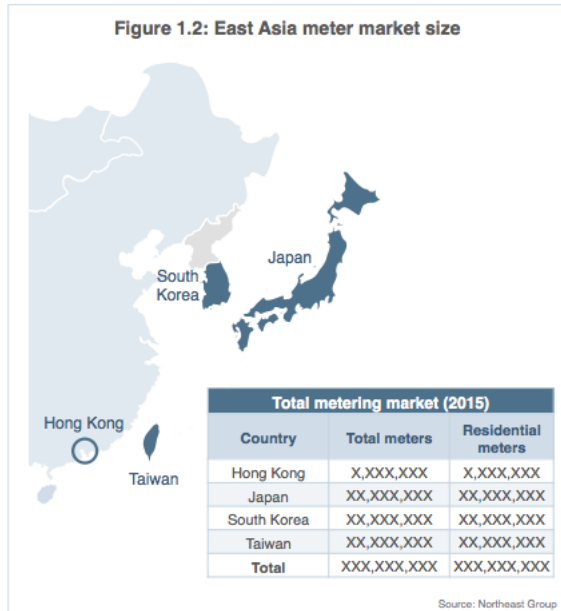 Figure 1.2: East Asia meter market size
Japan
South
Korea
Hong Kong
Taiwan
Total metering market (2015)
Country Total meters Residential
meters
Hong Kong X,XXX,XXX X,XXX,XXX
Japan XX,XXX,XXX XX,XXX,XXX
South Korea XX,XXX,XXX XX,XXX,XXX
Taiwan XX,XXX,XXX XX,XXX,XXX
Total XXX,XXX,XXX XXX,XXX,XXX
Source: Northeast Group